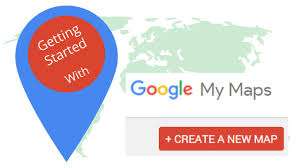 Getting
Started
With
Google My Maps
+ CREATE A NEW MAP